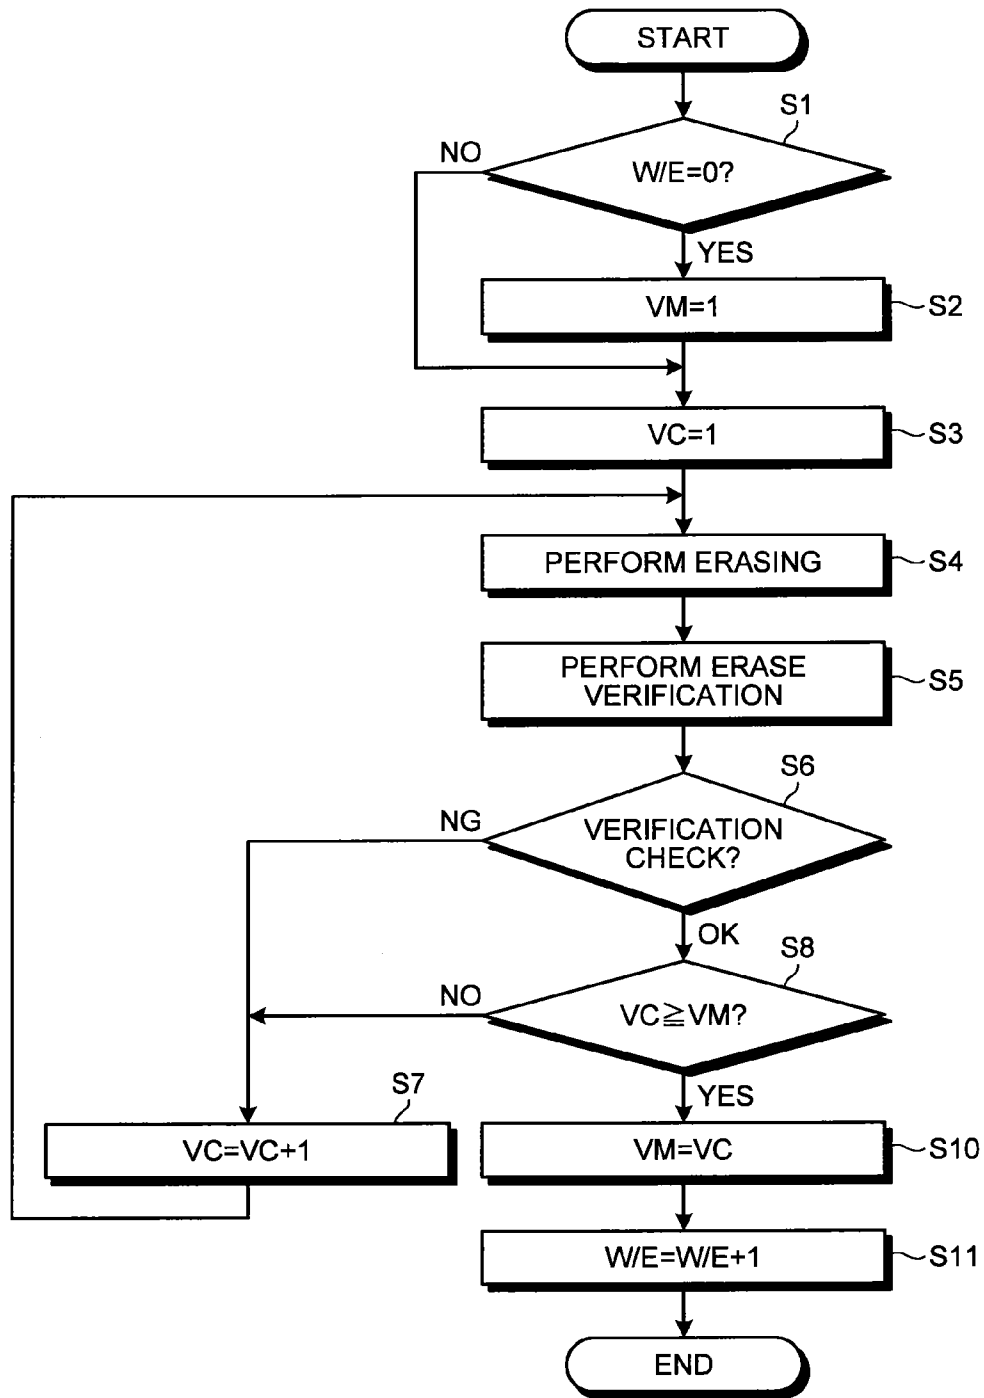 START
S1
NO
W/E=0?
YES
VM=1
S2
VC=1
S3
PERFORM ERASING
S4
PERFORM ERASE
VERIFICATION
S5
S6
NG
VERIFICATION
CHECK?
OK
S8
NO
VC≧VM?
YES
S7
VC=VC+1
VM=VC
S10
W/E=W/E+1
S11
END